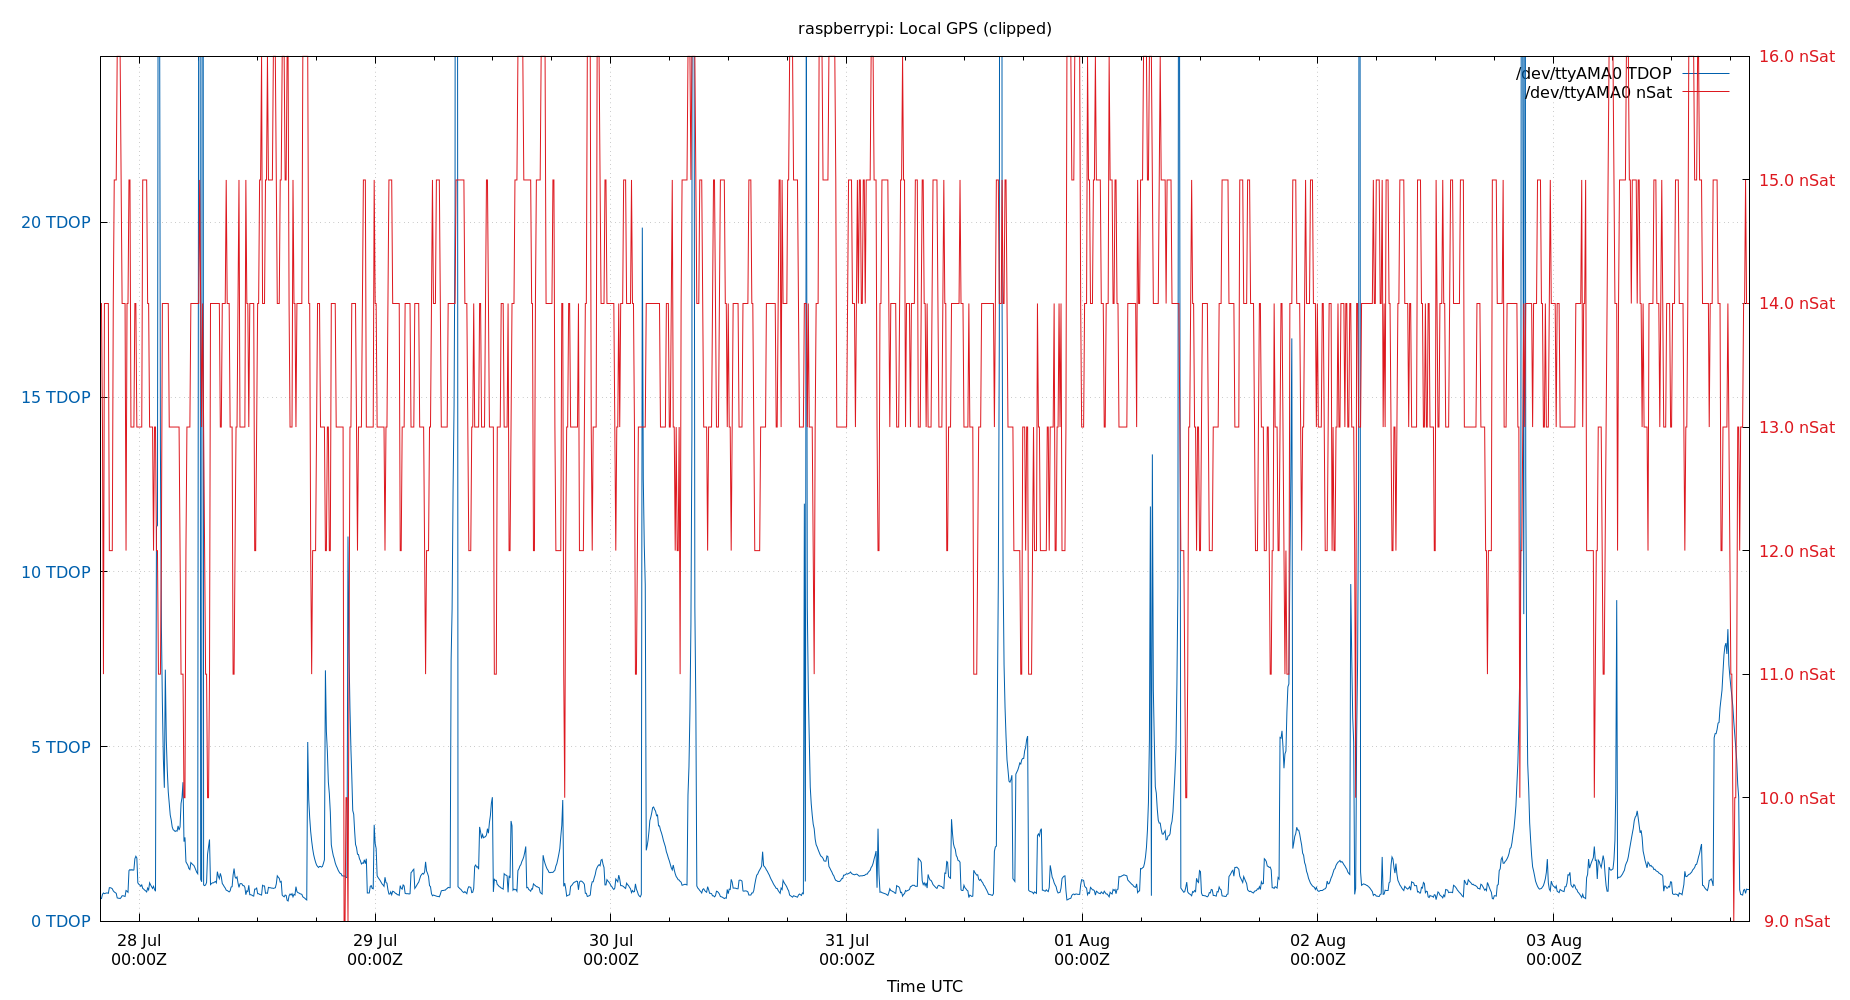 raspberrypi: Local GPS (clipped)
/dev/ttyAMA0 TDOP
/dev/ttyAMA0 nSat
20 TDOP
15 TDOP
10 TDOP
5 TDOP
0 TDOP
16.0 nSat
15.0 nSat
14.0 nSat
13.0 nSat
12.0 nSat
11.0 nSat
10.0 nSat
9.0 nSat
28 Jul
00:00Z
29 Jul
00:00Z
30 Jul
00:00Z
31 Jul
00:00Z
01 Aug
00:00Z
02 Aug
00:00Z
03 Aug
00:00Z
Time UTC